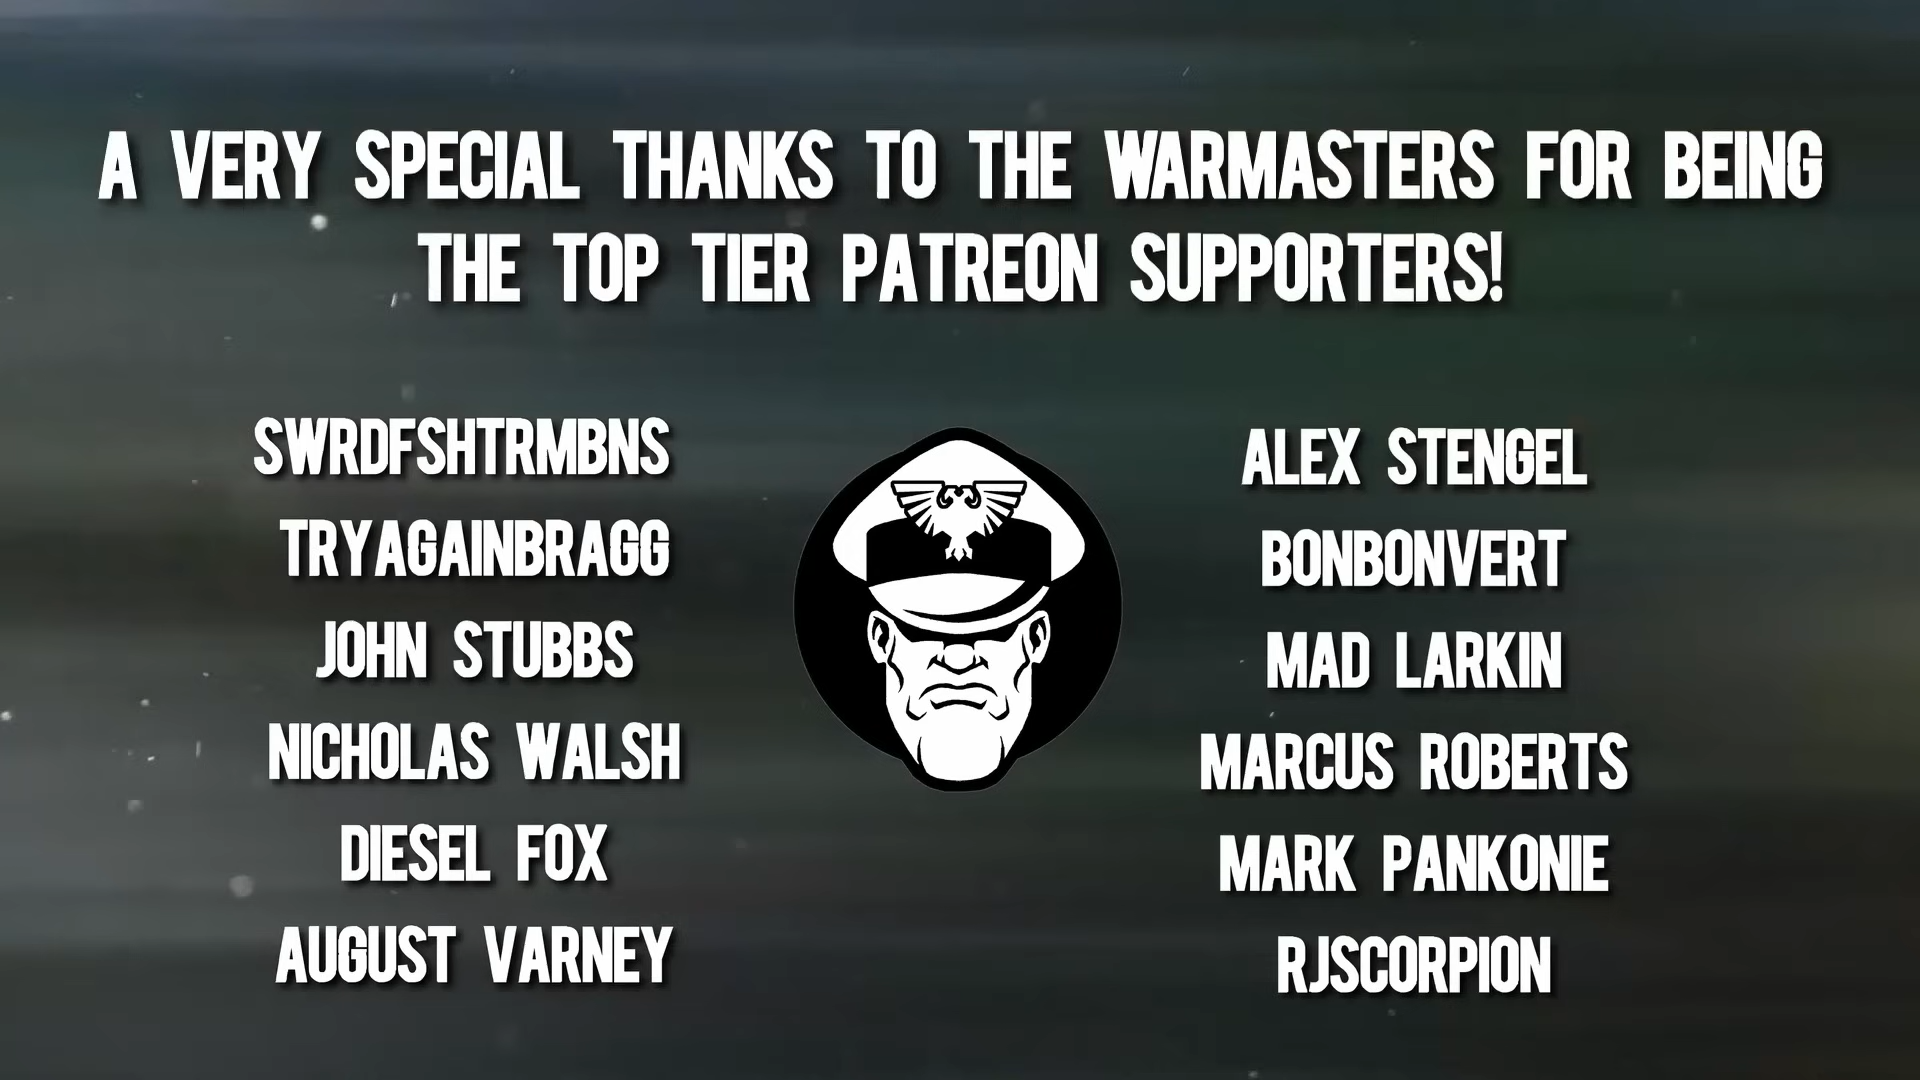 A VERY SPECIAL THANKS TO THE WARMASTERS FOR BEING
THE TOP TIER PATREON SUPPORTERS!
SWRDFSHTRMBNS
TRYAGAINBRAGG
JOHN STUBBS
NICHOLAS WALSH
DIESEL FOX
AUGUST VARNEY
ALEX STENGEL
BONBONVERT
MAD LARKIN
MARCUS ROBERTS
MARK PANKONIE
RJSCORPION